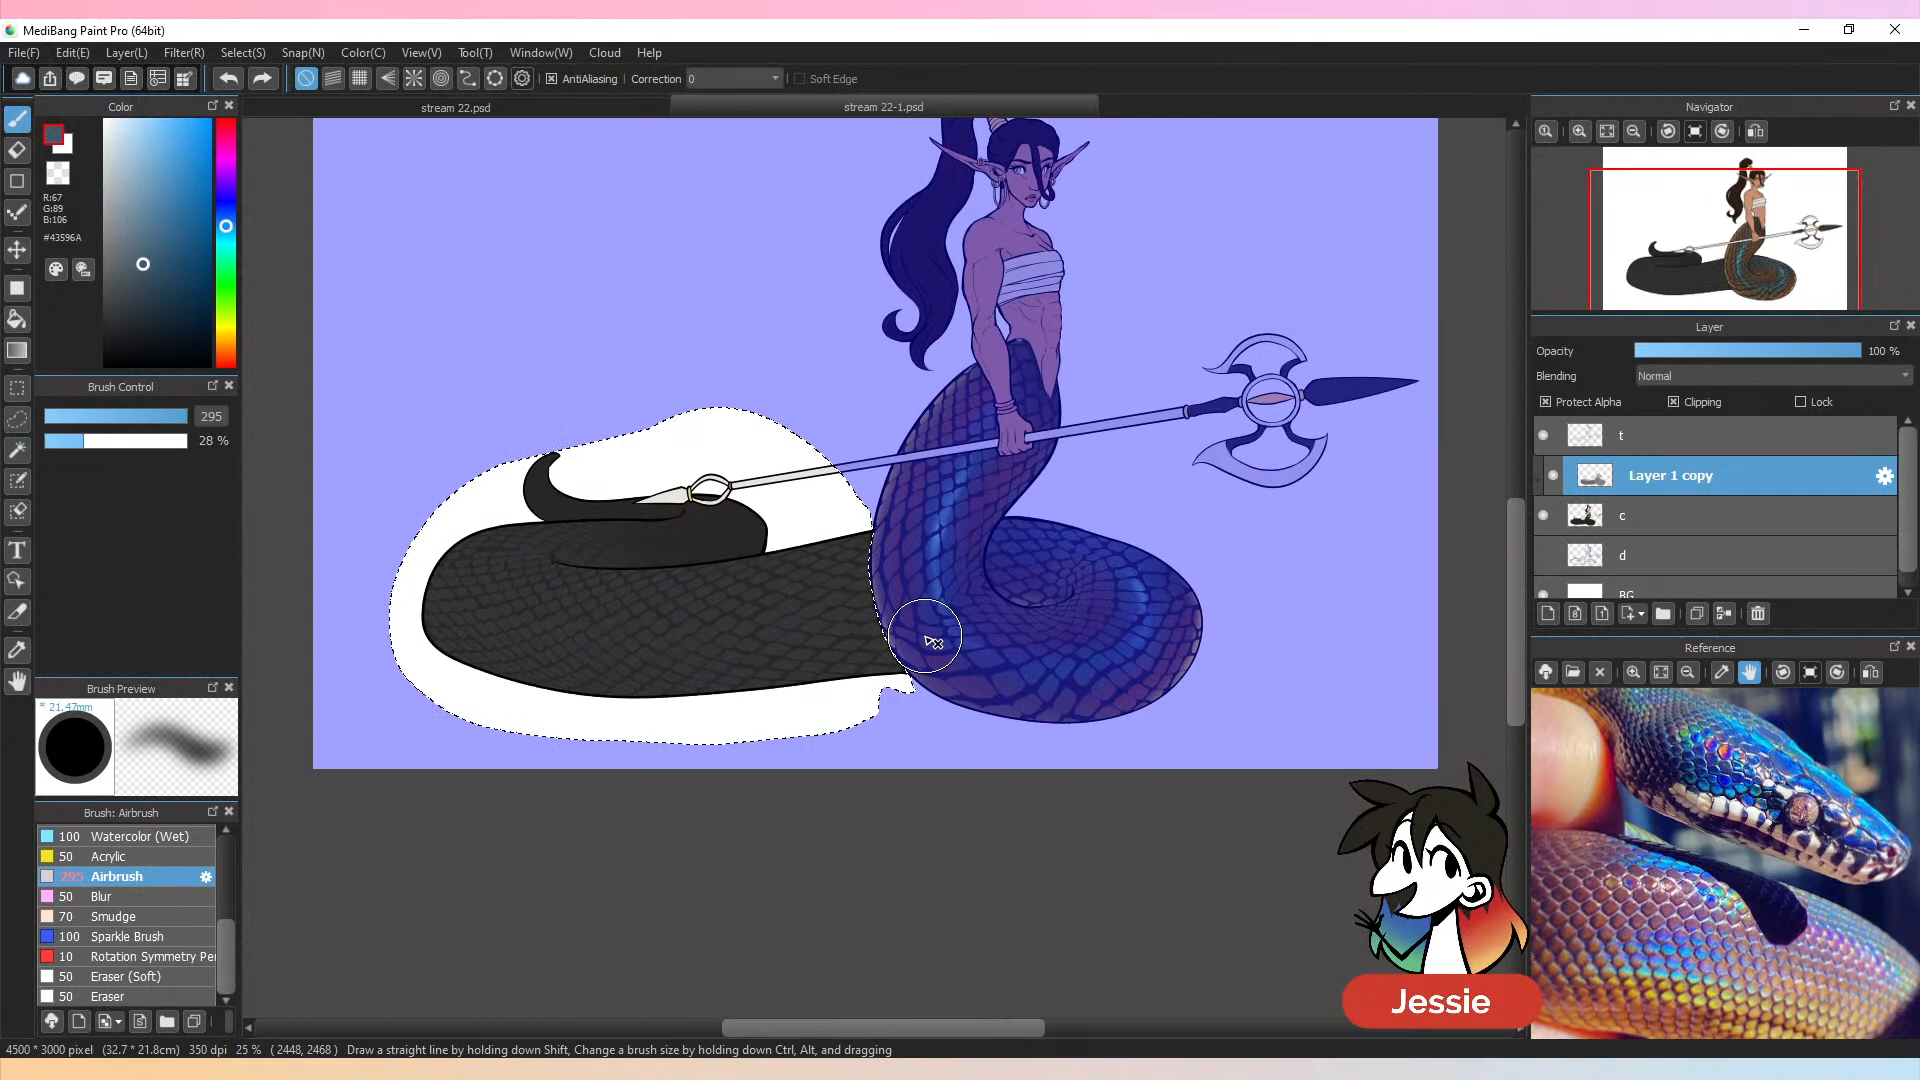 MediBang Paint Pro (64bit)
File(F) Edit(E) Layer(L) Filter(R) Select(S) Snap(N) Color(C) View(V) Tool(T) Window(W) Cloud Help
AntiAliasing Correction 0 Soft Edge
Color
stream 22.psd
stream 22-1.psd
Navigator
R:67
G:89
B:106
#43596A
Layer
Opacity 100 %
Blending Normal
Protect Alpha Clipping Lock
Brush Control
295
28 %
t
Layer 1 copy
c
d
BG
Reference
Brush Preview
* 21.47mm
Brush: Airbrush
100 Watercolor (Wet)
50 Acrylic
295 Airbrush
50 Blur
70 Smudge
100 Sparkle Brush
10 Rotation Symmetry Pe
50 Eraser (Soft)
50 Eraser
Jessie
4500 * 3000 pixel (32.7 * 21.8cm) 350 dpi 25 % ( 2448, 2468 ) Draw a straight line by holding down Shift, Change a brush size by holding down Ctrl, Alt, and dragging